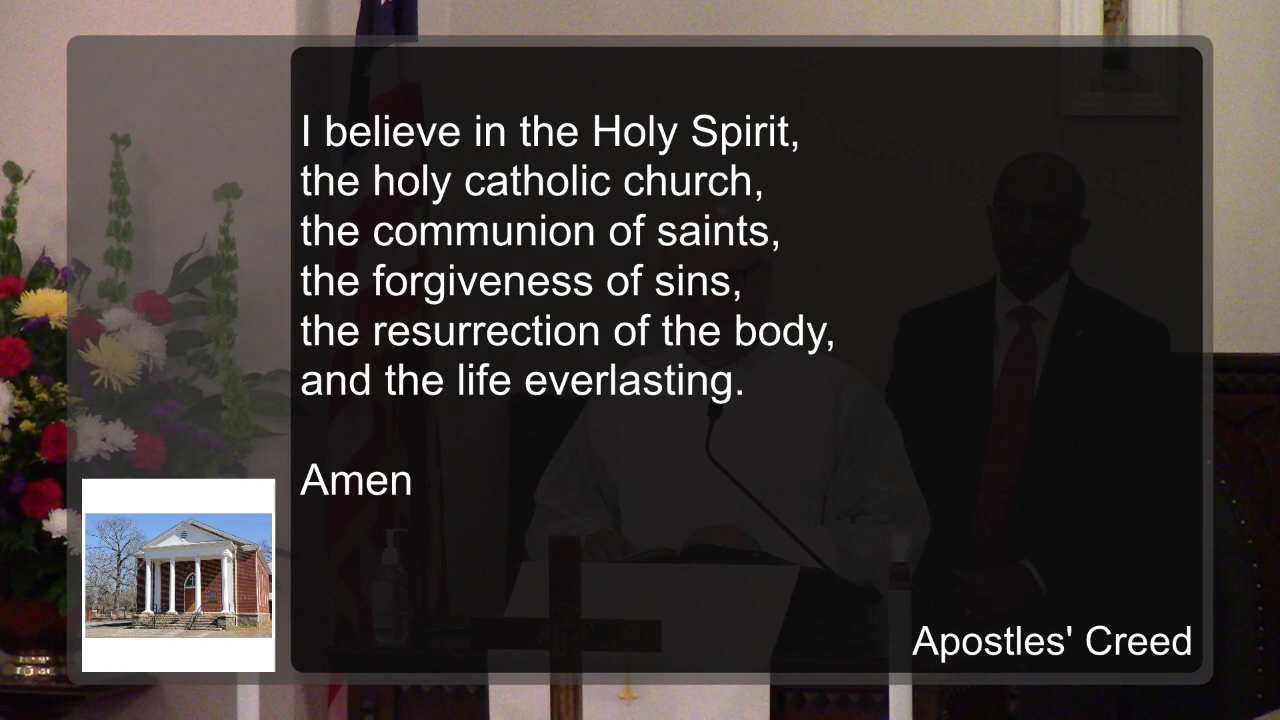 I believe in the Holy Spirit,
the holy catholic church,
the communion of saints,
the forgiveness of sins,
the resurrection of the body,
and the life everlasting.
Amen
Apostles' Creed